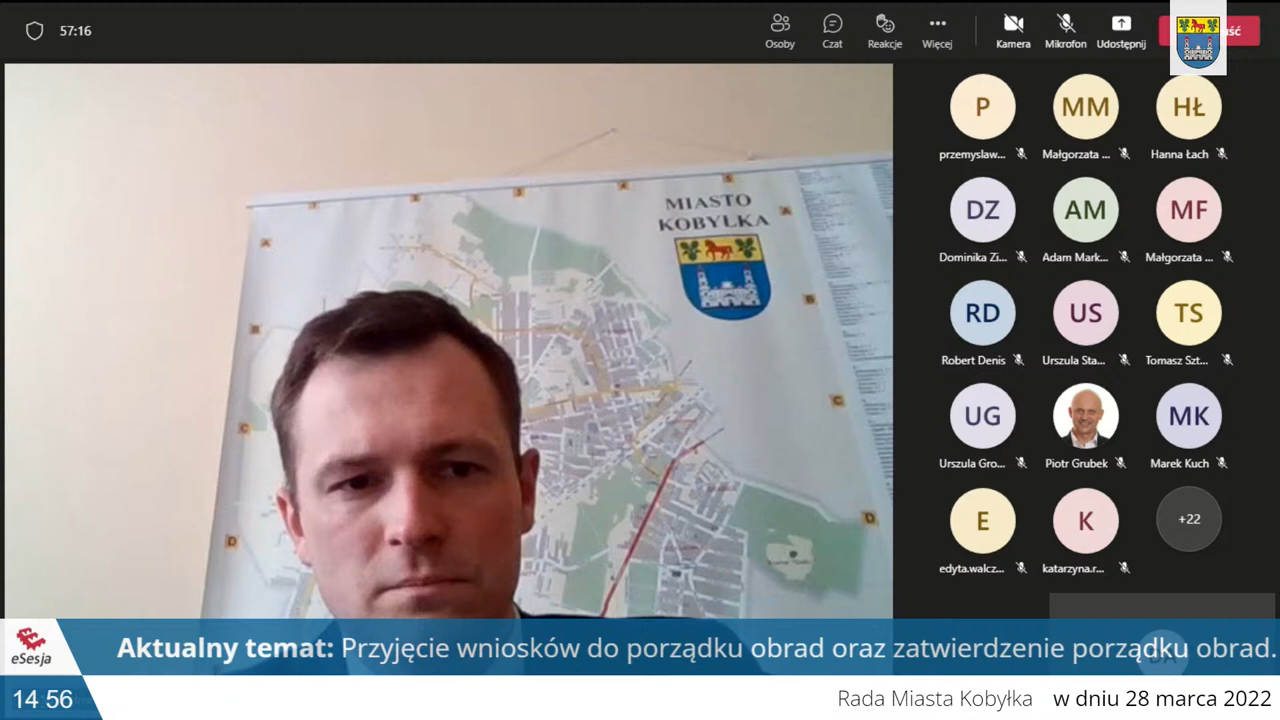 57:16
Osoby
Czat
Reakcje
Więcej
Kamera
Mikrofon
Udostępnij
ść
MIASTO
KOBYŁKA
A
B
C
D
A
B
C
D
P
przemyslaw...
MM
Małgorzata ...
HŁ
Hanna Łach
DZ
Dominika Zi...
AM
Adam Mark...
MF
Małgorzata ...
RD
Robert Denis
US
Urszula Sta...
TS
Tomasz Szt...
UG
Urszula Gro...
Piotr Grubek
MK
Marek Kuch
E
edyta.walcz...
K
katarzyna.r...
+22
eSesja
Aktualny temat: Przyjęcie wniosków do porządku obrad oraz zatwierdzenie porządku obrad.
14 56
Rada Miasta Kobyłka w dniu 28 marca 2022